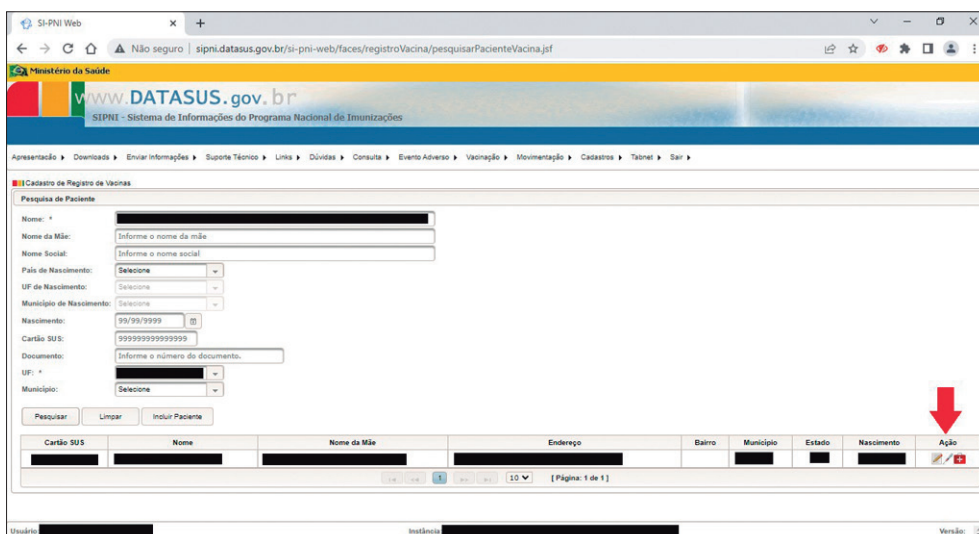 SI-PNI Web
Não seguro | sipni.datasus.gov.br/si-pni-web/faces/registroVacina/pesquisarPacienteVacina.jsf
Ministério da Saúde
www.DATASUS.gov.br
SIPNI - Sistema de Informações do Programa Nacional de Imunizações
Apresentacão Downloads Enviar Informações Suporte Técnico Links Dúvidas Consulta Evento Adverso Vacinação Movimentação Cadastros Tabnet Sair
Cadastro de Registro de Vacinas
Pesquisa de Paciente
Nome: *
Nome da Mãe: Informe o nome da mãe
Nome Social: Informe o nome social
País de Nascimento: Selecione
UF de Nascimento: Selecione
Município de Nascimento: Selecione
Nascimento: 99/99/9999
Cartão SUS: 999999999999999
Documento: Informe o número do documento.
UF: *
Município: Selecione
Pesquisar Limpar Incluir Paciente
Cartão SUS Nome Nome da Mãe Endereço Bairro Município Estado Nascimento Ação
1 10 [ Página: 1 de 1 ]
Usuário: Instância: Versão: